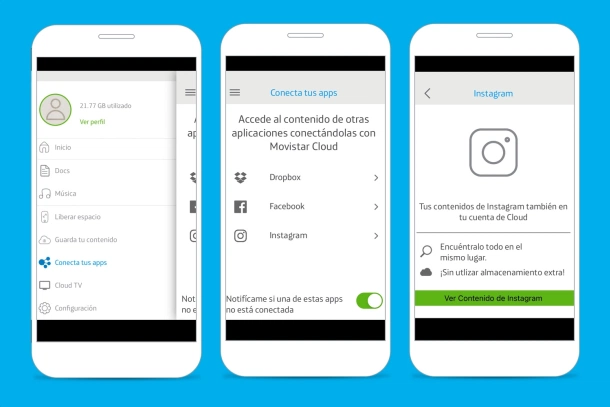 21.77 GB utilizado
Ver perfil
Inicio
Docs
Música
Liberar espacio
Guarda tu contenido
Conecta tus apps
Cloud TV
Configuración
Not
no e
Conecta tus apps
Accede al contenido de otras
aplicaciones conectándolas con
Movistar Cloud
Dropbox
Facebook
Instagram
Notifícame si una de estas apps
no está conectada
Instagram
Tus contenidos de Instagram también en
tu cuenta de Cloud
Encuéntralo todo en el
mismo lugar.
¡Sin utlizar almacenamiento extra!
Ver Contenido de Instagram